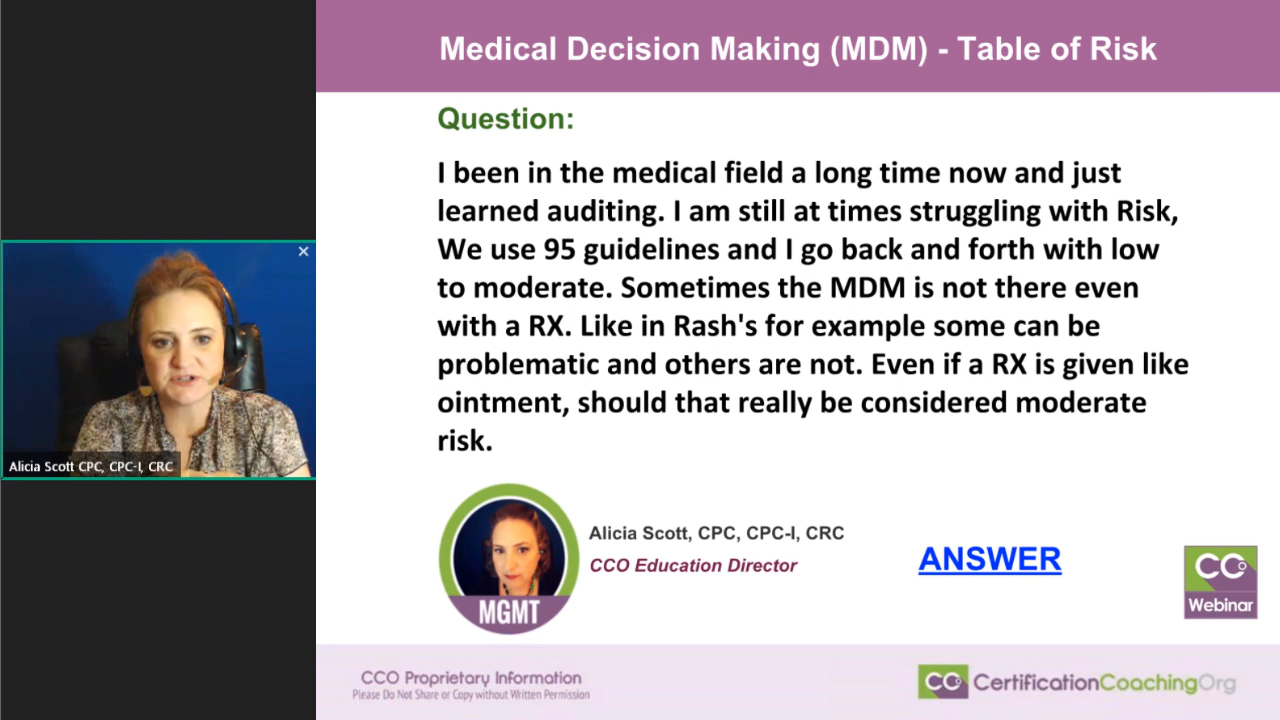 Medical Decision Making (MDM) - Table of Risk
Question:
I been in the medical field a long time now and just
learned auditing. I am still at times struggling with Risk,
We use 95 guidelines and I go back and forth with low
to moderate. Sometimes the MDM is not there even
with a RX. Like in Rash's for example some can be
problematic and others are not. Even if a RX is given like
ointment, should that really be considered moderate
risk.
Alicia Scott CPC, CPC-I, CRC
MGMT
Alicia Scott, CPC, CPC-I, CRC
CCO Education Director
ANSWER
CCO
Webinar
CCO Proprietary Information
Please Do Not Share or Copy without Written Permission
CCO CertificationCoachingOrg